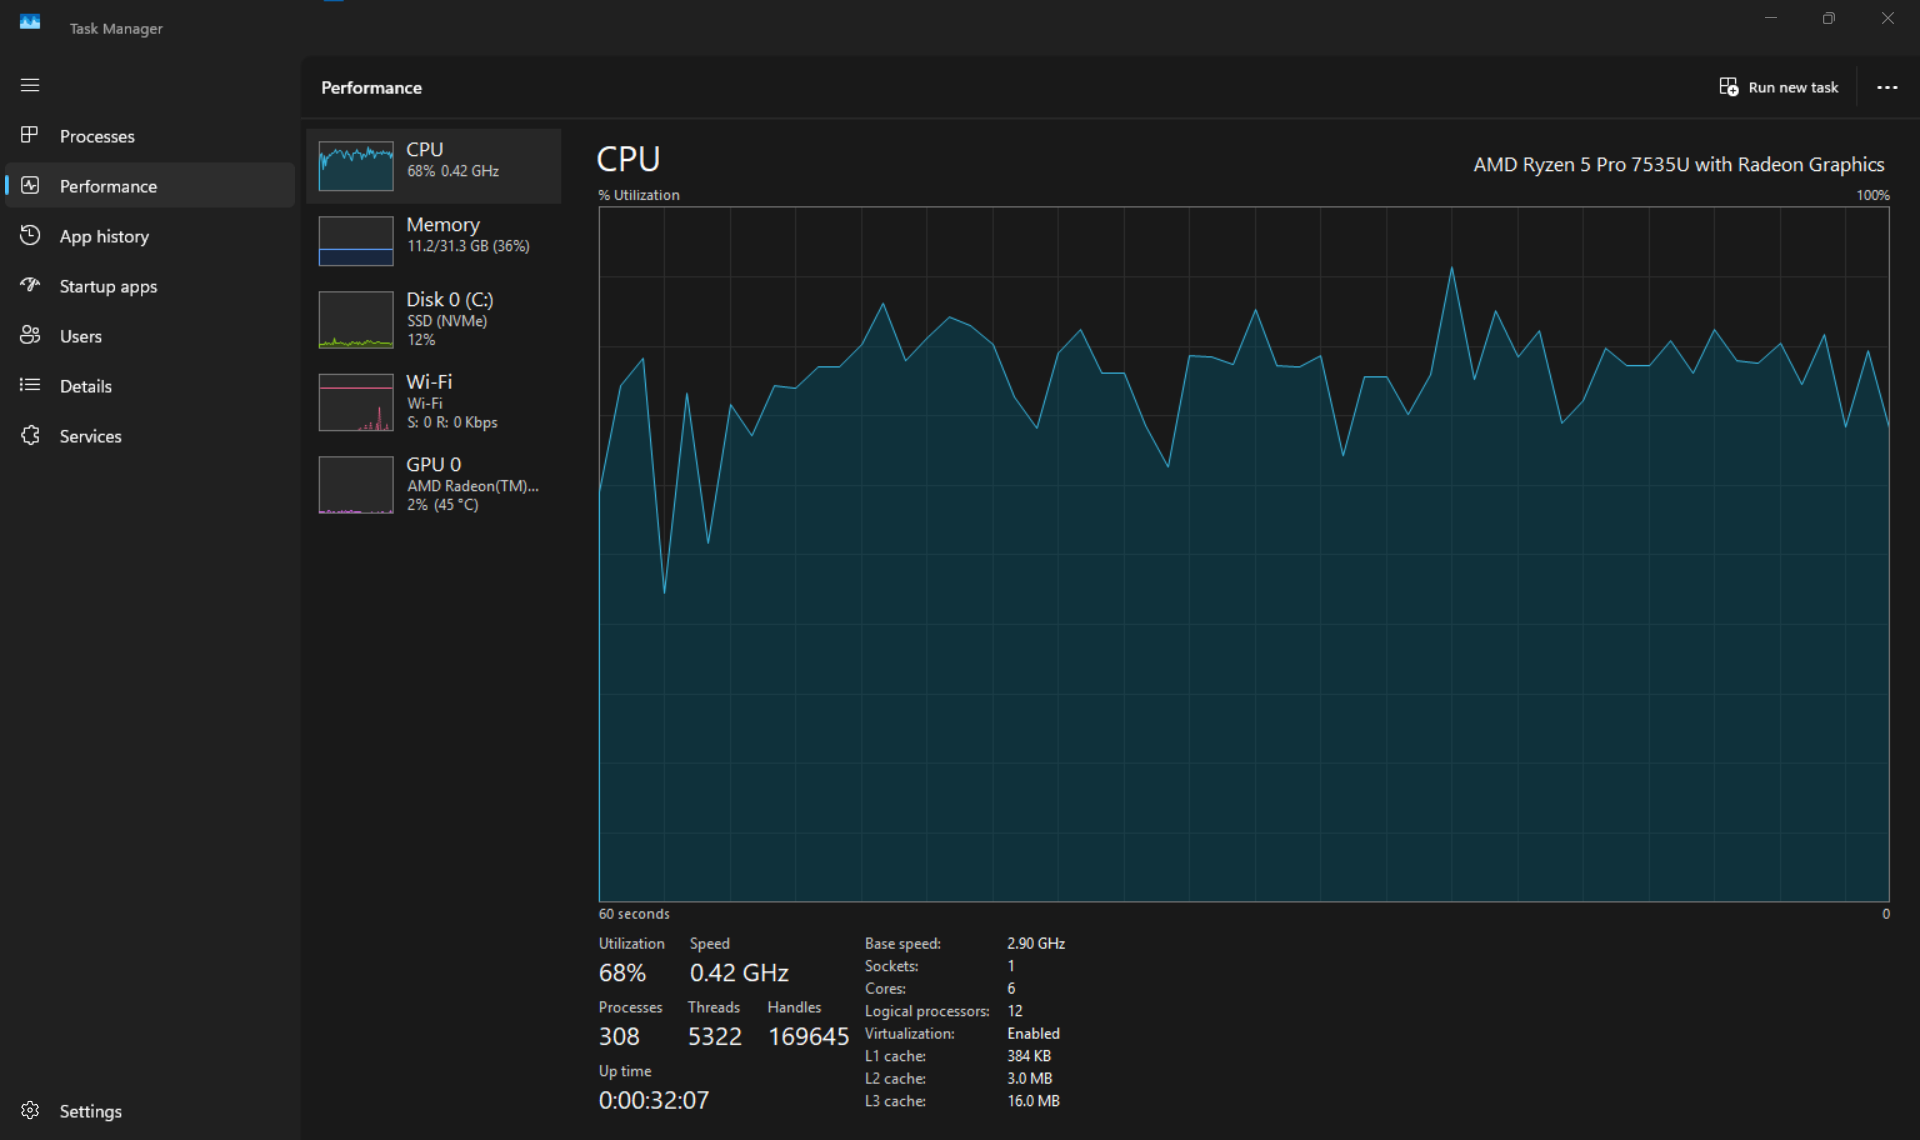 Task Manager
Processes
Performance
App history
Startup apps
Users
Details
Services
Settings
Performance
Run new task
CPU
68% 0.42 GHz
Memory
11.2/31.3 GB (36%)
Disk 0 (C:)
SSD (NVMe)
12%
Wi-Fi
Wi-Fi
S: 0 R: 0 Kbps
GPU 0
AMD Radeon(TM)...
2% (45 °C)
CPU
AMD Ryzen 5 Pro 7535U with Radeon Graphics
% Utilization
100%
60 seconds
0
Utilization
68%
Speed
0.42 GHz
Processes
308
Threads
5322
Handles
169645
Up time
0:00:32:07
Base speed: 2.90 GHz
Sockets: 1
Cores: 6
Logical processors: 12
Virtualization: Enabled
L1 cache: 384 KB
L2 cache: 3.0 MB
L3 cache: 16.0 MB